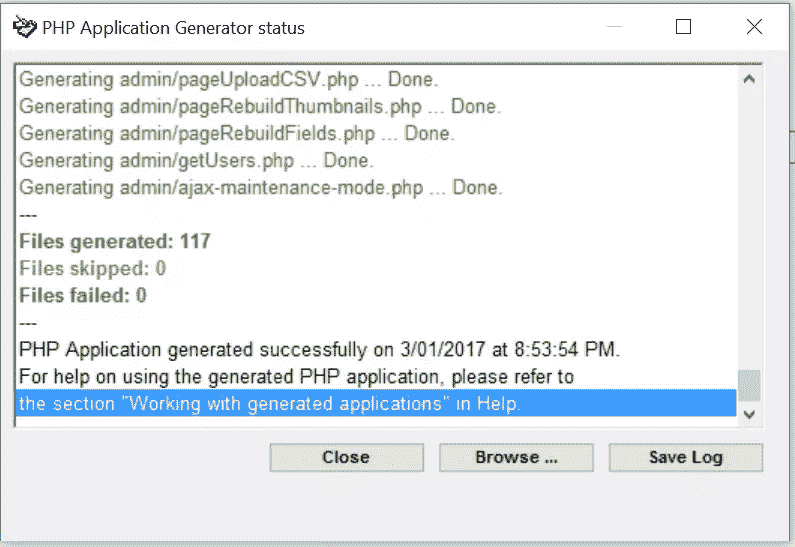 PHP Application Generator status
Generating admin/pageUploadCSV.php ... Done.
Generating admin/pageRebuildThumbnails.php ... Done.
Generating admin/pageRebuildFields.php ... Done.
Generating admin/getUsers.php ... Done.
Generating admin/ajax-maintenance-mode.php ... Done.
---
Files generated: 117
Files skipped: 0
Files failed: 0
---
PHP Application generated successfully on 3/01/2017 at 8:53:54 PM.
For help on using the generated PHP application, please refer to
the section "Working with generated applications" in Help.
Close Browse ... Save Log